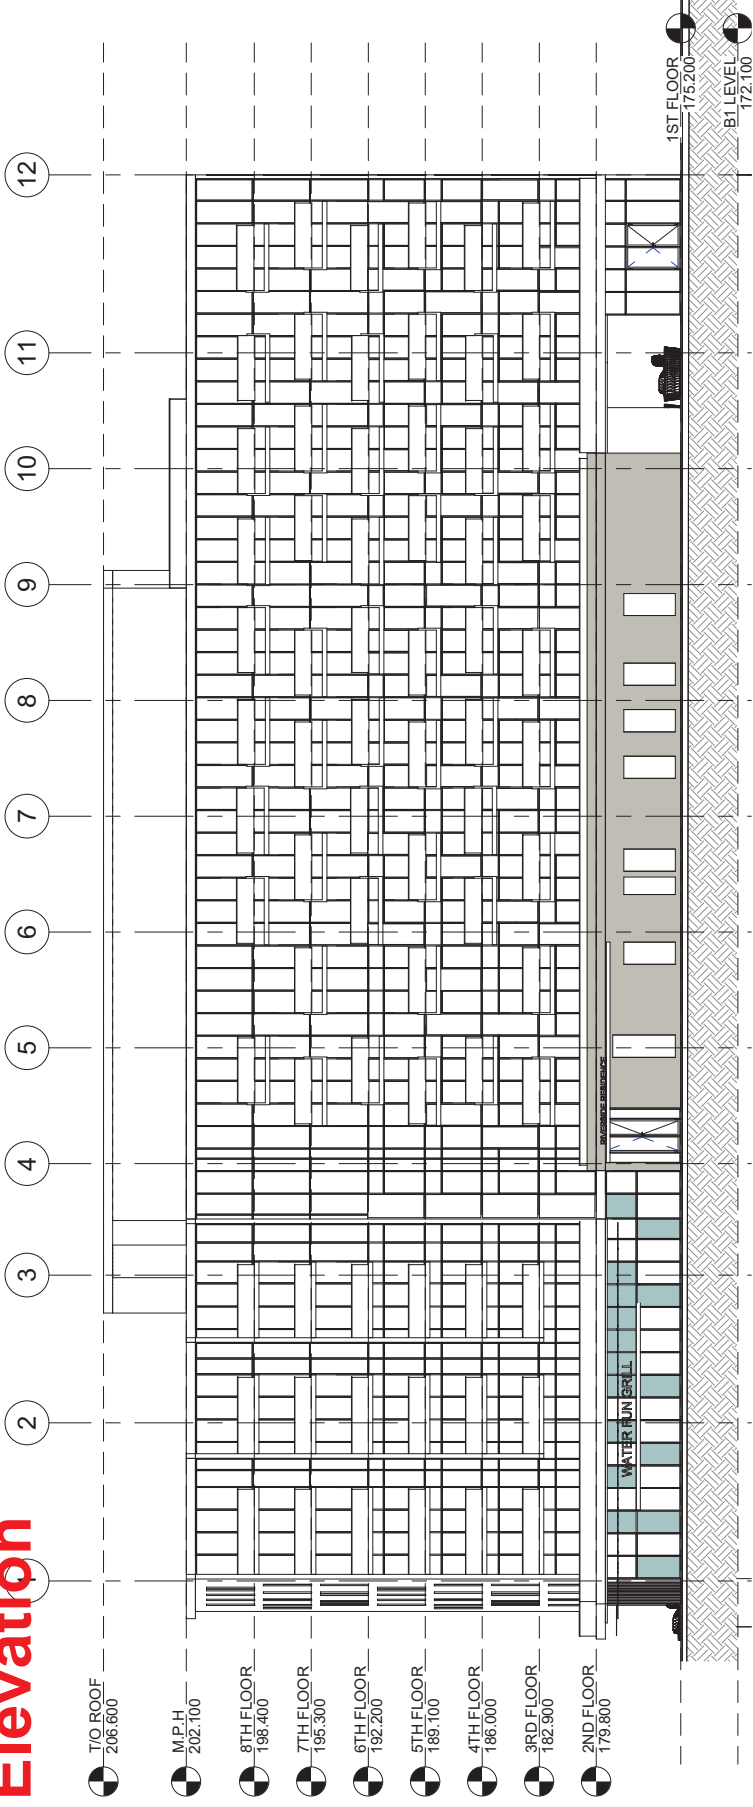 Elevation
1
2
3
4
5
6
7
8
9
10
11
12
T/O ROOF
206.600
M.P.H
202.100
8TH FLOOR
198.400
7TH FLOOR
195.300
6TH FLOOR
192.200
5TH FLOOR
189.100
4TH FLOOR
186.000
3RD FLOOR
182.900
2ND FLOOR
179.800
1ST FLOOR
175.200
B1 LEVEL
172.100
RIVERSIDE RESIDENCE
WATER FUN GRILL